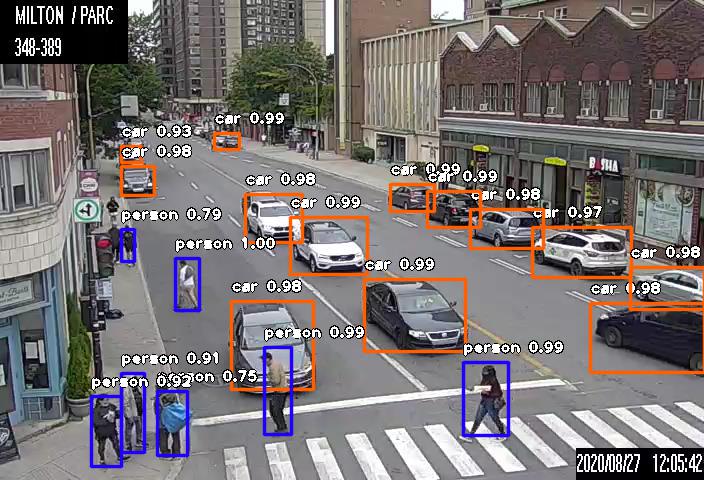 MILTON / PARC
348-389
car 0.93
car 0.99
car 0.98
car 0.99
car 0.99
car 0.98
car 0.98
car 0.99
car 0.97
person 0.79
person 1.00
car 0.98
car 0.99
car 0.98
car 0.98
person 0.99
person 0.99
person 0.91
person 0.92
person 0.75
BASHA
2020/08/27 12:05:42